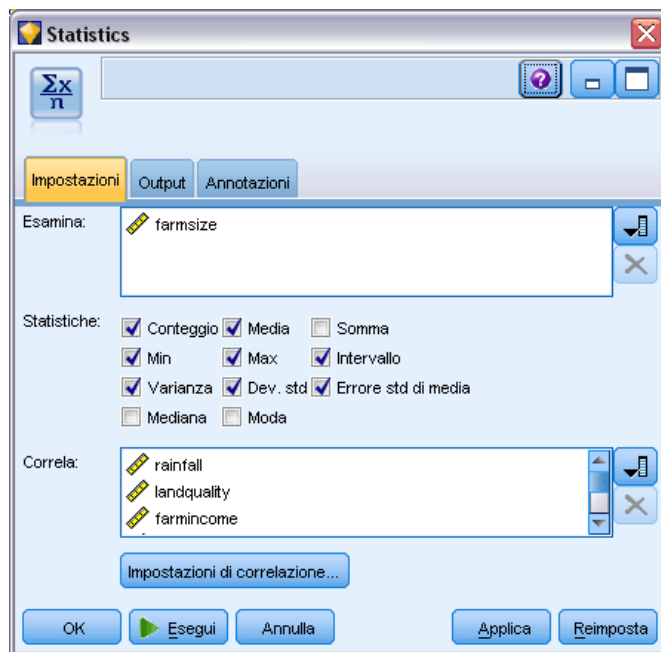 Statistics
Σx
n
?
Impostazioni Output Annotazioni
Esamina:
farmsize
Statistiche:
Conteggio Media Somma
Min Max Intervallo
Varianza Dev. std Errore std di media
Mediana Moda
Correla:
rainfall
landquality
farmincome
Impostazioni di correlazione...
OK Esegui Annulla Applica Reimposta